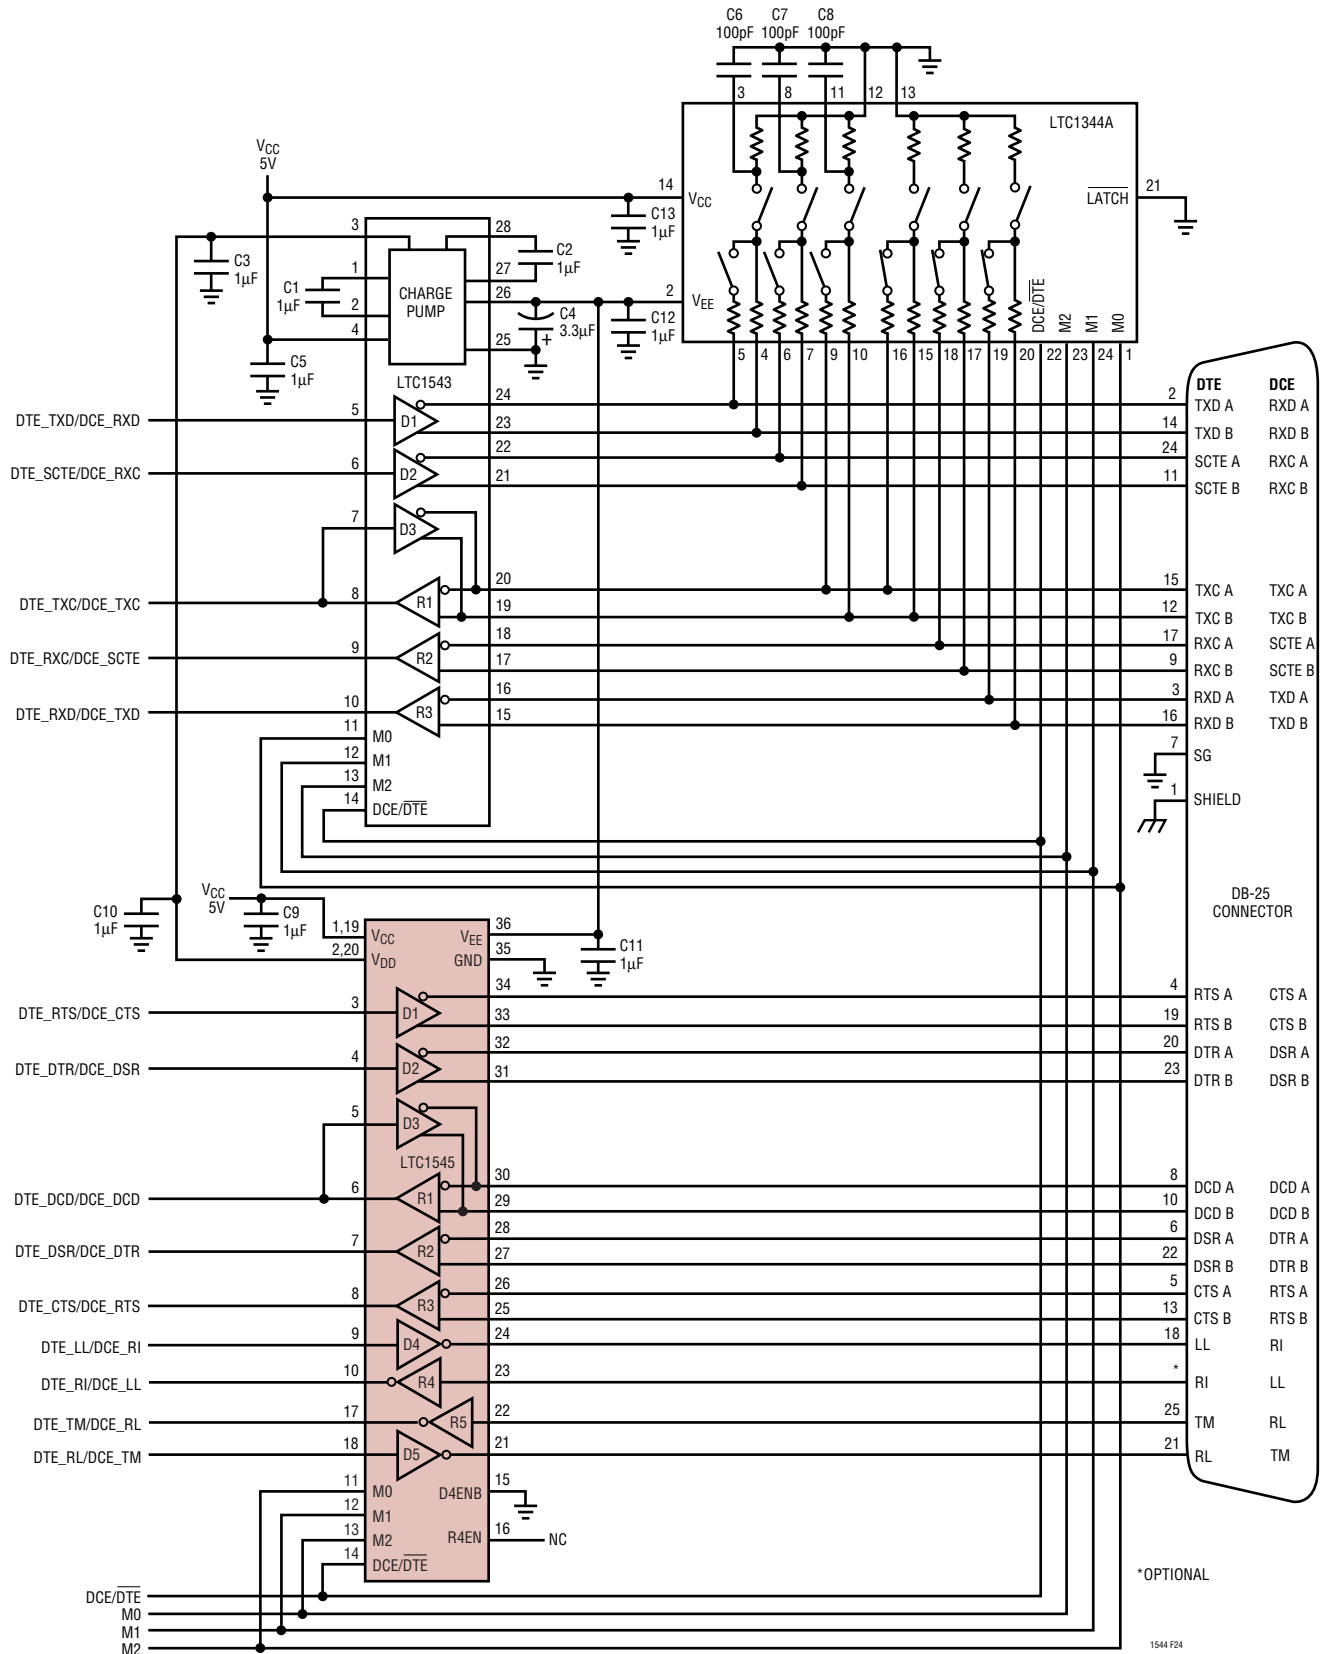 C6 C7 C8
100pF 100pF 100pF
3 8 11 12 13
LTC1344A
VCC
5V
14
VCC
LATCH
21
C13
1µF
3
28
C3
1µF
C2
1µF
1
27
C1
1µF
CHARGE
PUMP
26
2
VEE
2
C4
3.3µF
+
C12
1µF
DCE/DTE
M2
M1
M0
4
25
C5
1µF
LTC1543
5 4 6 7 9 10 16 15 18 17 19 20 22 23 24 1
DTE DCE
DTE_TXD/DCE_RXD 5 D1 24 2 TXD A RXD A
23 14 TXD B RXD B
DTE_SCTE/DCE_RXC 6 D2 22 24 SCTE A RXC A
21 11 SCTE B RXC B
7 D3
DTE_TXC/DCE_TXC 8 R1 20 15 TXC A TXC A
19 12 TXC B TXC B
DTE_RXC/DCE_SCTE 9 R2 18 17 RXC A SCTE A
17 9 RXC B SCTE B
DTE_RXD/DCE_TXD 10 R3 16 3 RXD A TXD A
15 16 RXD B TXD B
11 M0
12 M1
13 M2
14 DCE/DTE
7 SG
1 SHIELD
DB-25
CONNECTOR
C10
1µF
VCC
5V
C9
1µF
1,19 VCC VEE 36
2,20 VDD GND 35
C11
1µF
DTE_RTS/DCE_CTS 3 D1 34 4 RTS A CTS A
33 19 RTS B CTS B
DTE_DTR/DCE_DSR 4 D2 32 20 DTR A DSR A
31 23 DTR B DSR B
5 D3
LTC1545
DTE_DCD/DCE_DCD 6 R1 30 8 DCD A DCD A
29 10 DCD B DCD B
DTE_DSR/DCE_DTR 7 R2 28 6 DSR A DTR A
27 22 DSR B DTR B
DTE_CTS/DCE_RTS 8 R3 26 5 CTS A RTS A
25 13 CTS B RTS B
DTE_LL/DCE_RI 9 D4 24 18 LL RI
DTE_RI/DCE_LL 10 R4 23 * RI LL
DTE_TM/DCE_RL 17 R5 22 25 TM RL
DTE_RL/DCE_TM 18 D5 21 21 RL TM
11 M0 D4ENB 15
12 M1
13 M2 R4EN 16 NC
14 DCE/DTE
*OPTIONAL
DCE/DTE
M0
M1
M2
1544 F24